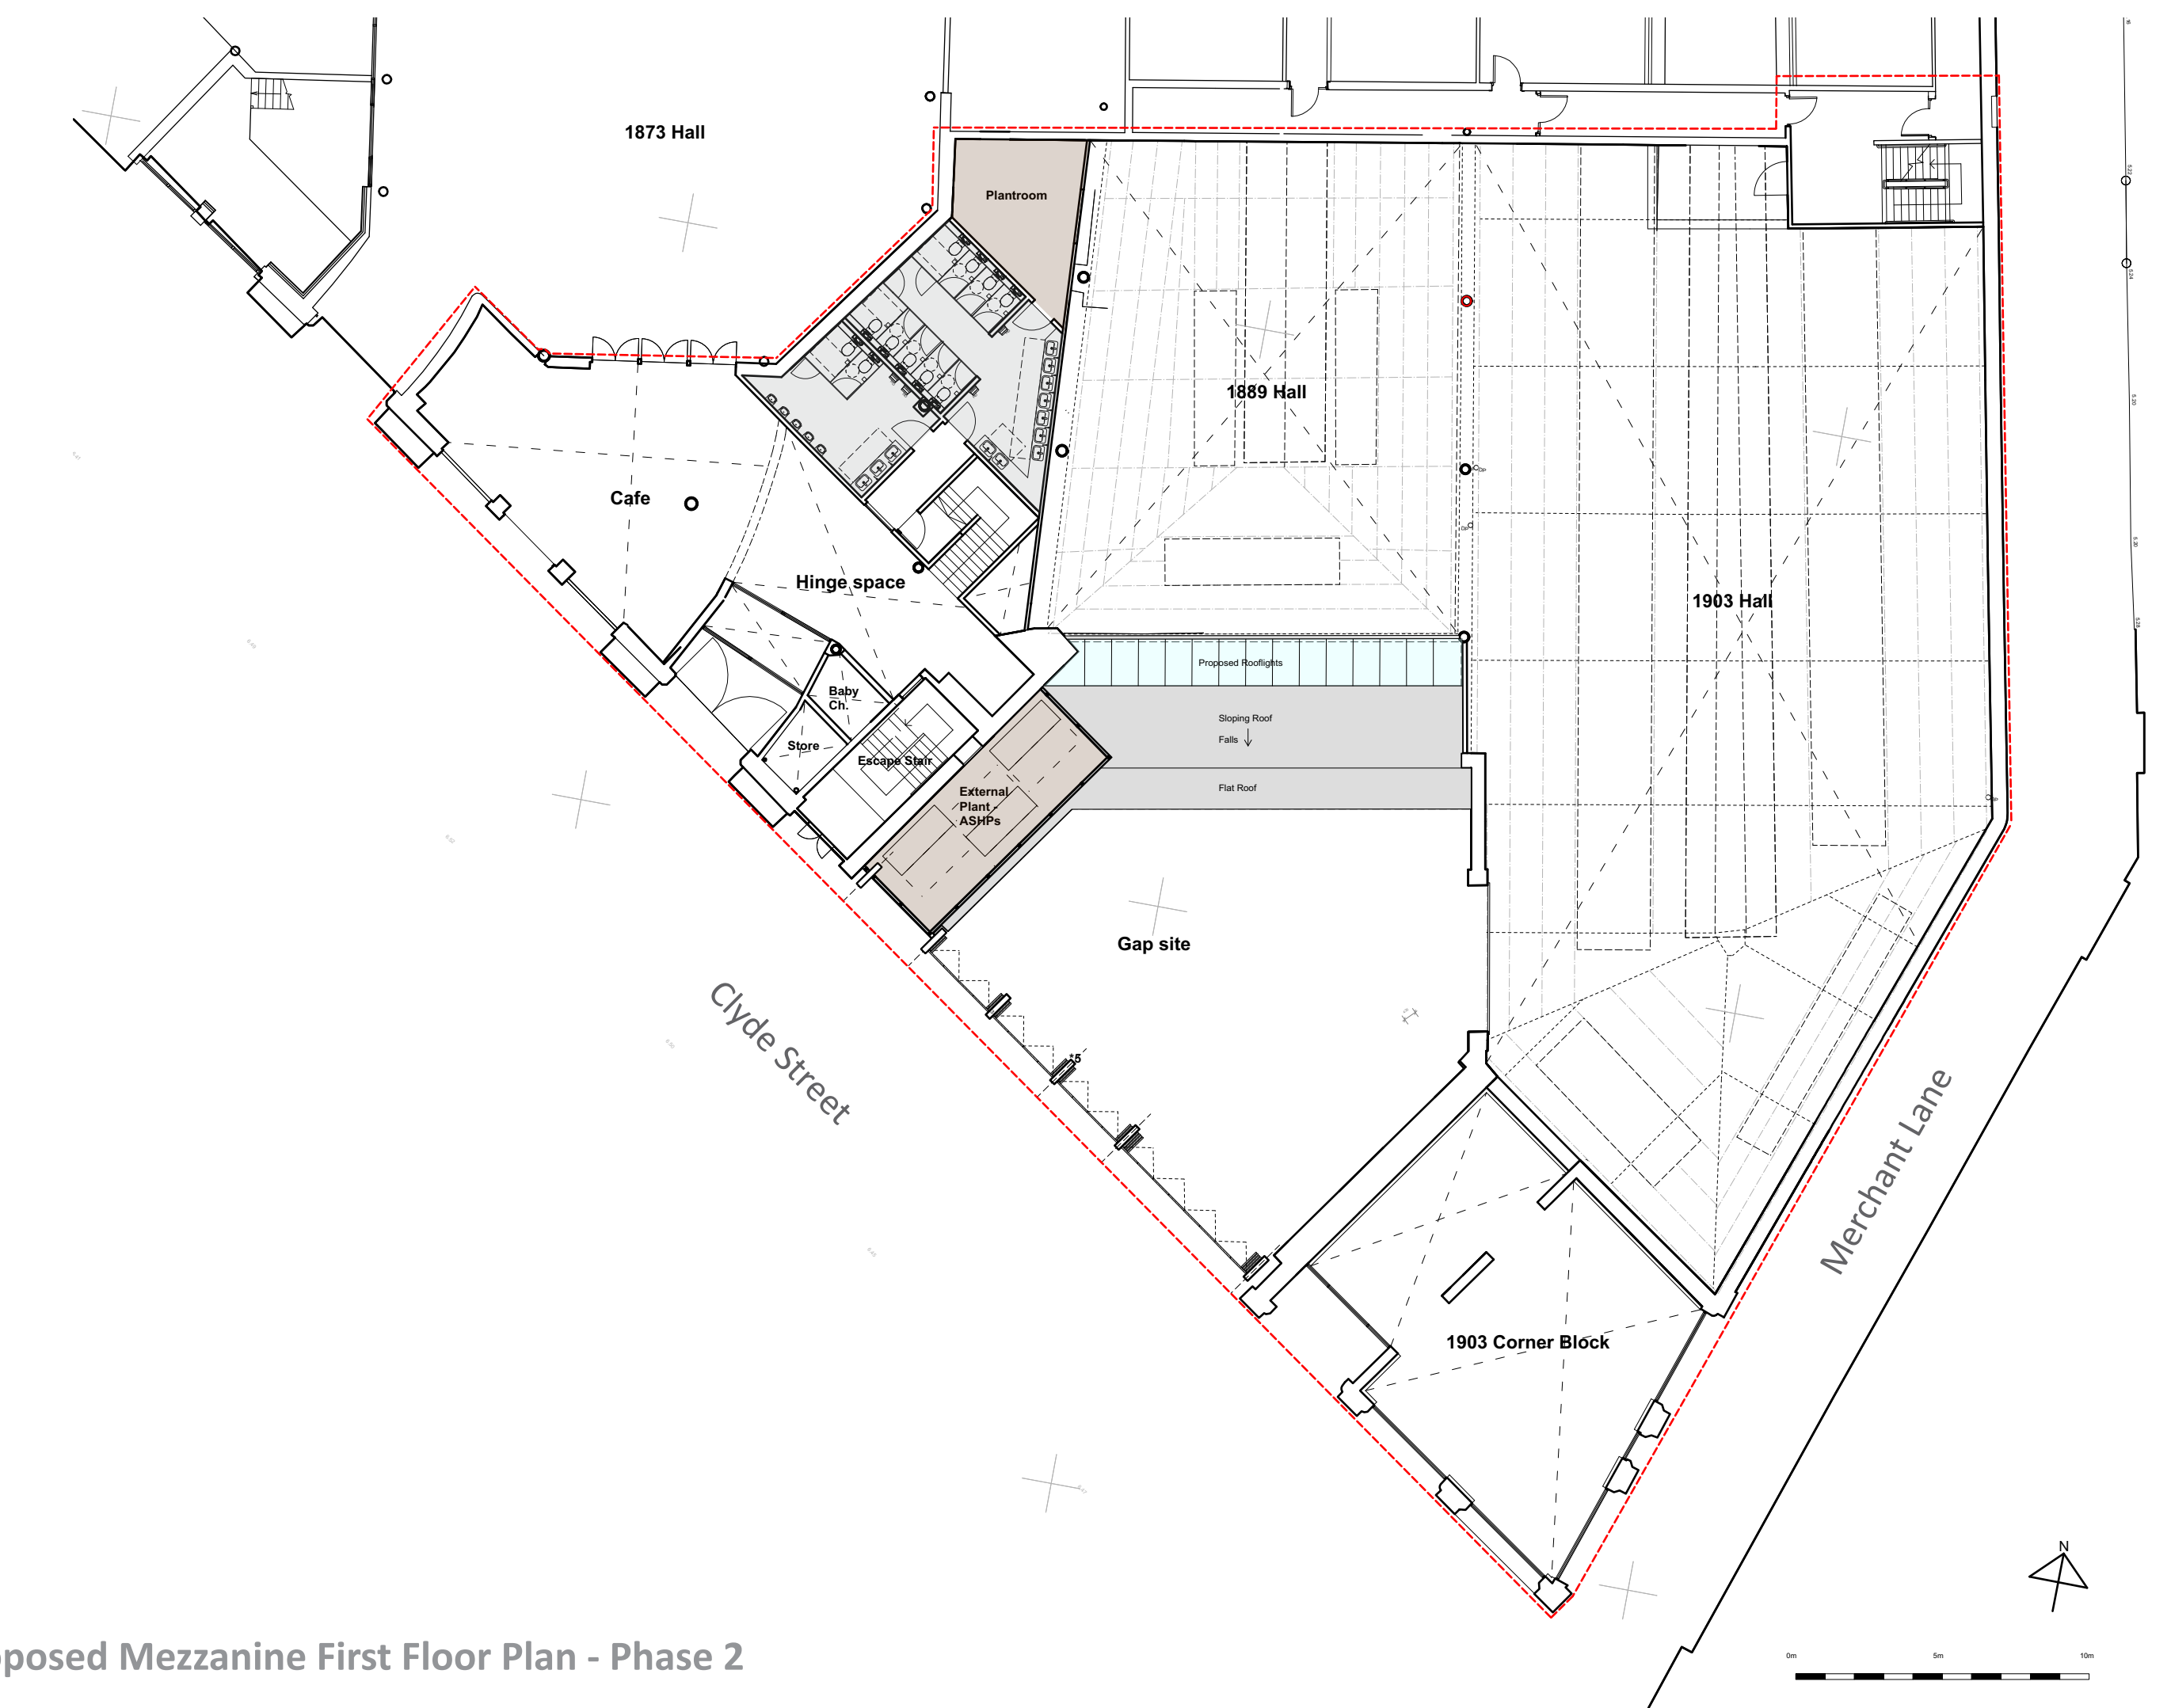 1873 Hall
Plantroom
1889 Hall
Cafe
Hinge space
1903 Hall
Proposed Rooflights
Baby
Ch.
Sloping Roof
Falls
Store
Escape Stair
External
Plant -
ASHPs
Flat Roof
Gap site
Clyde Street
*5
Merchant Lane
1903 Corner Block
N
0m
5m
10m
posed Mezzanine First Floor Plan - Phase 2